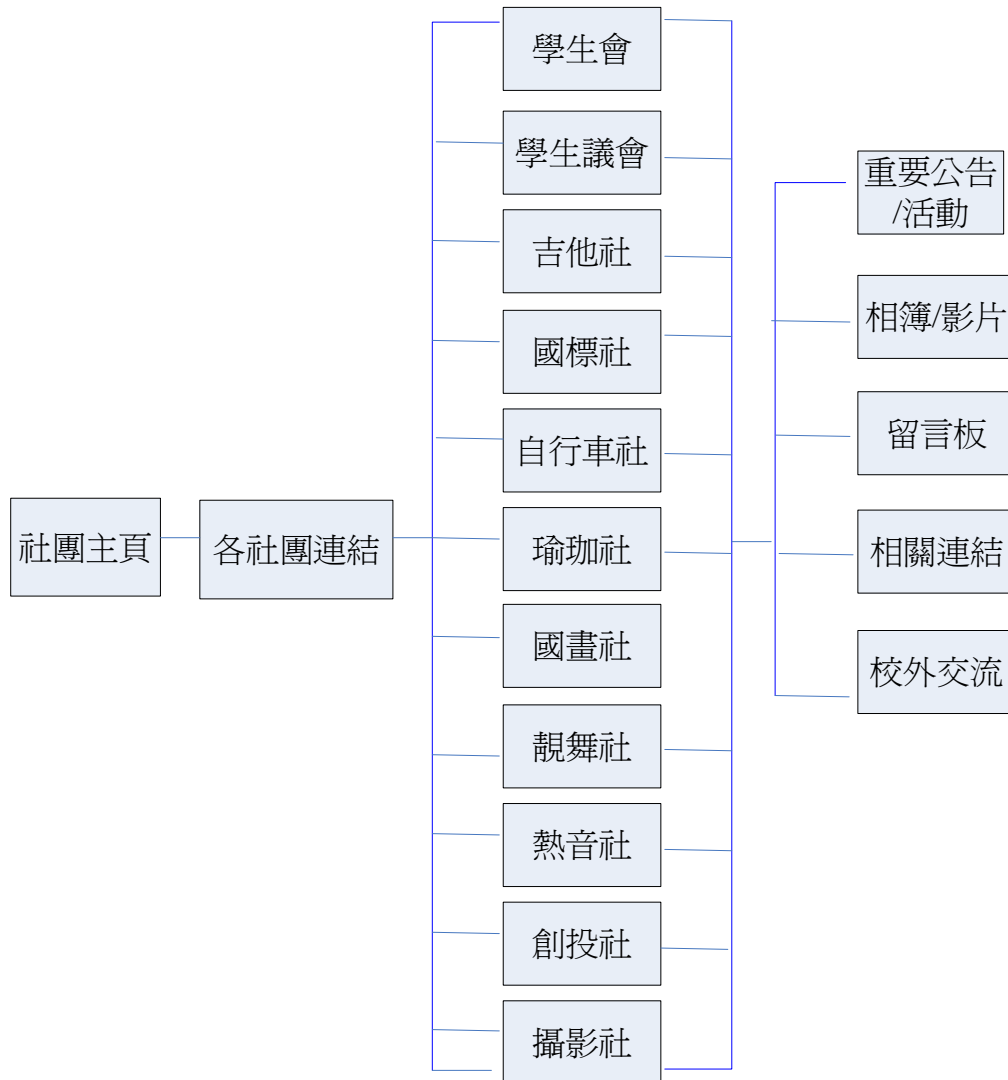 社團主頁
各社團連結
學生會
學生議會
吉他社
國標社
自行車社
瑜珈社
國畫社
靚舞社
熱音社
創投社
攝影社
重要公告
/活動
相簿/影片
留言板
相關連結
校外交流